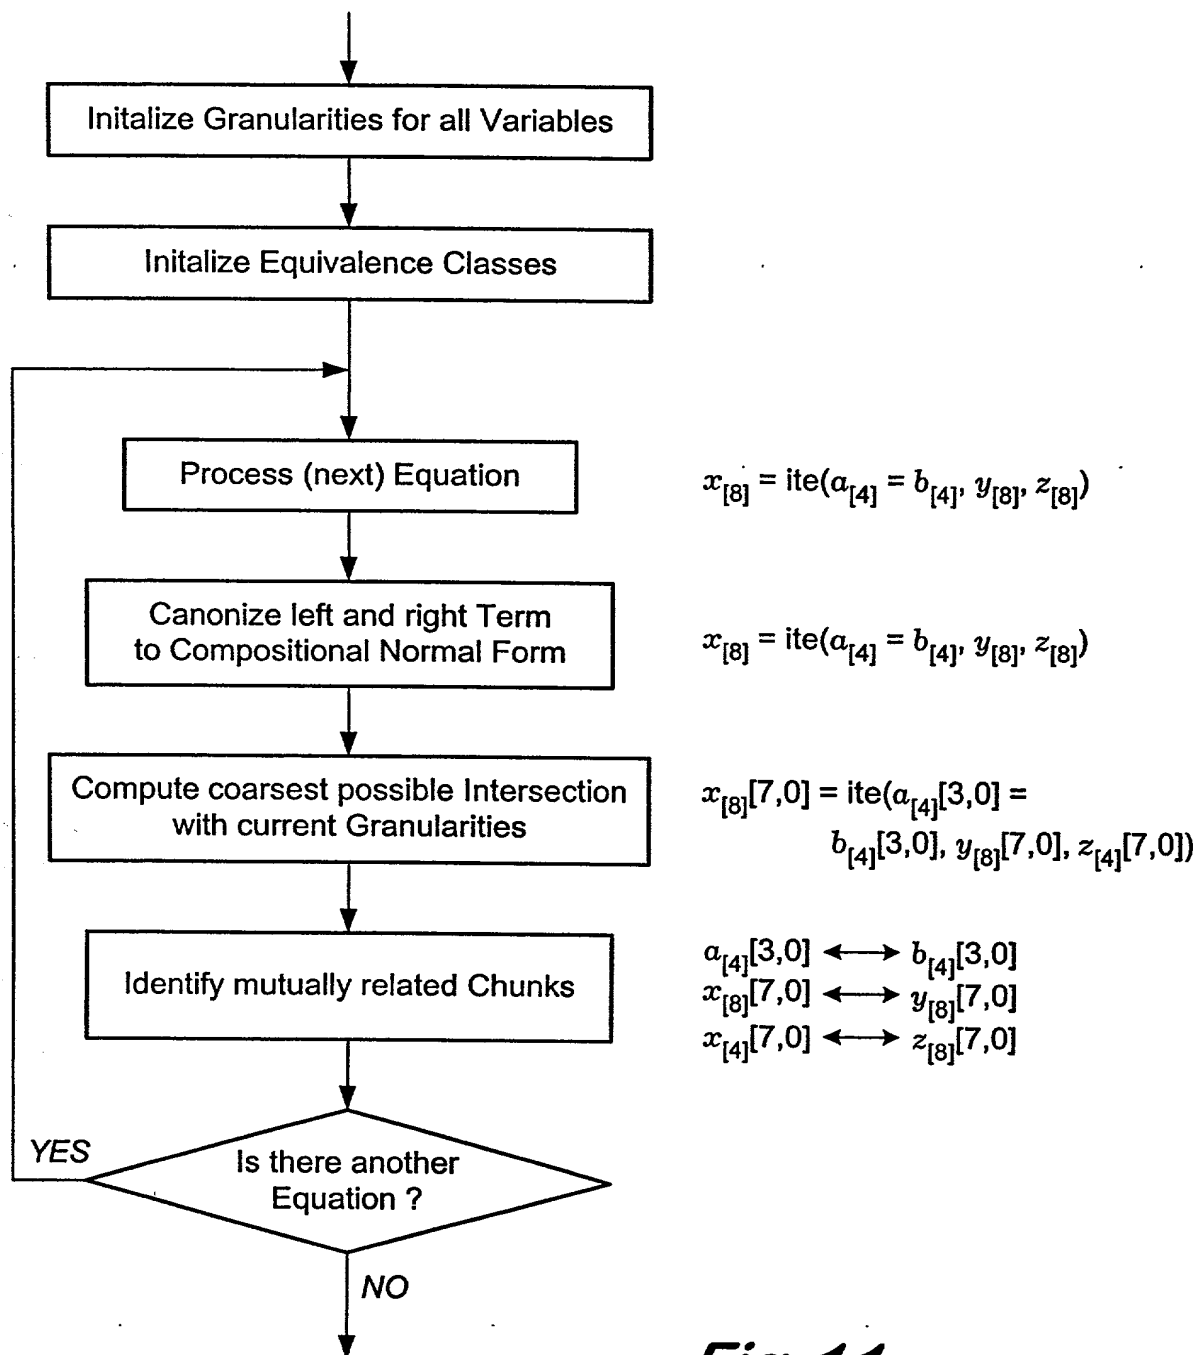 Initalize Granularities for all Variables
Initalize Equivalence Classes
Process (next) Equation
x[8] = ite(a[4] = b[4], y[8], z[8])
Canonize left and right Term
to Compositional Normal Form
x[8] = ite(a[4] = b[4], y[8], z[8])
Compute coarsest possible Intersection
with current Granularities
x[8][7,0] = ite(a[4][3,0] =
b[4][3,0], y[8][7,0], z[4][7,0])
Identify mutually related Chunks
a[4][3,0] ↔ b[4][3,0]
x[8][7,0] ↔ y[8][7,0]
x[4][7,0] ↔ z[8][7,0]
YES
Is there another
Equation ?
NO